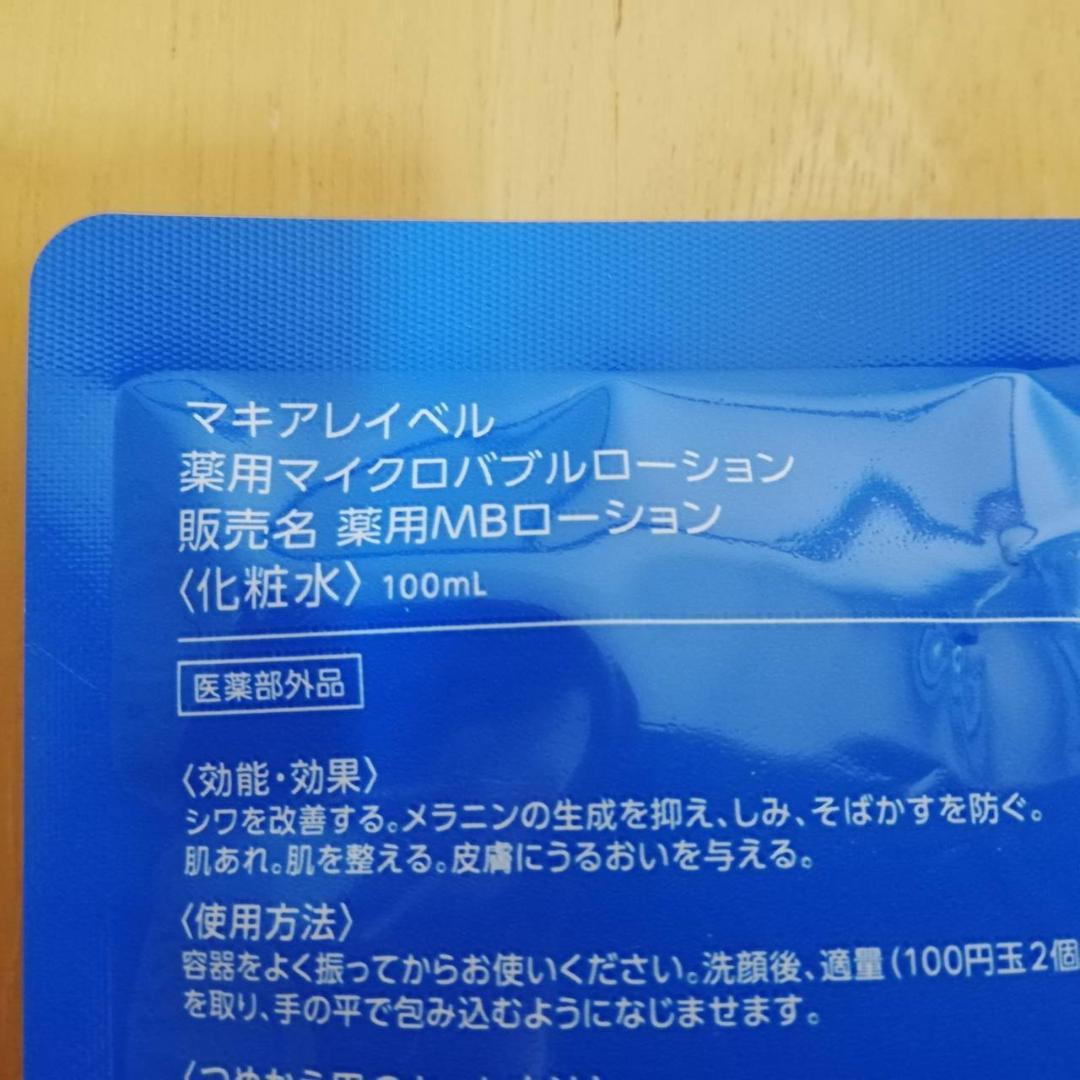 マキアレイベル
薬用マイクロバブルローション
販売名 薬用MBローション
〈化粧水〉100mL
医薬部外品
〈効能・効果〉
シワを改善する。メラニンの生成を抑え、しみ、そばかすを防ぐ。
肌あれ。肌を整える。皮膚にうるおいを与える。
〈使用方法〉
容器をよく振ってからお使いください。洗顔後、適量(100円玉2個
を取り、手の平で包み込むようになじませます。